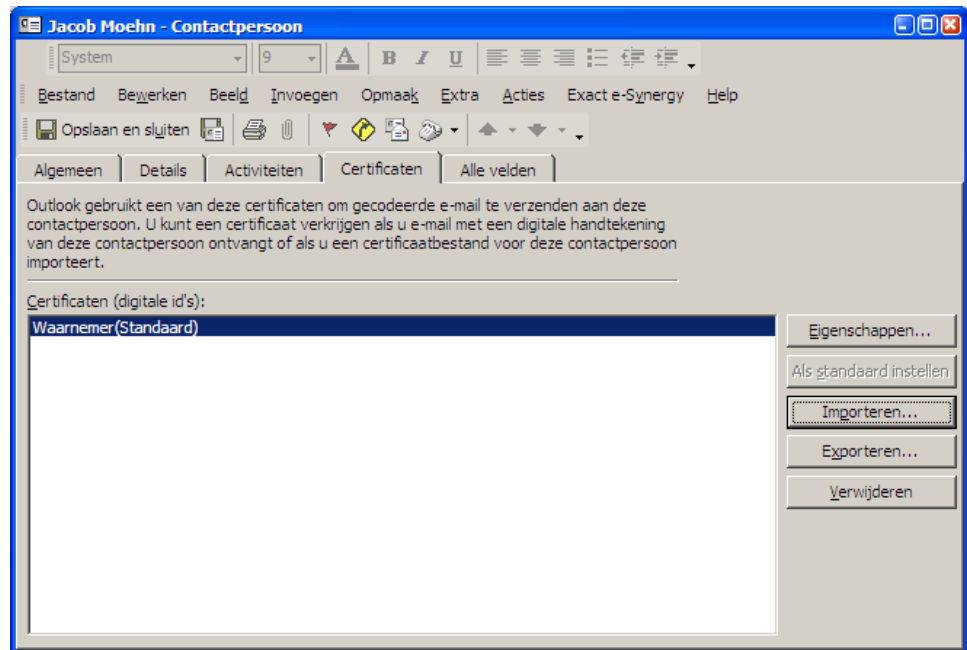 Jacob Moehn - Contactpersoon
System 9 A B I U
Bestand Bewerken Beeld Invoegen Opmaak Extra Acties Exact e-Synergy Help
Opslaan en sluiten
Algemeen Details Activiteiten Certificaten Alle velden
Outlook gebruikt een van deze certificaten om gecodeerde e-mail te verzenden aan deze
contactpersoon. U kunt een certificaat verkrijgen als u e-mail met een digitale handtekening
van deze contactpersoon ontvangt of als u een certificaatbestand voor deze contactpersoon
importeert.
Certificaten (digitale id's):
Waarnemer(Standaard)
Eigenschappen...
Als standaard instellen
Importeren...
Exporteren...
Verwijderen